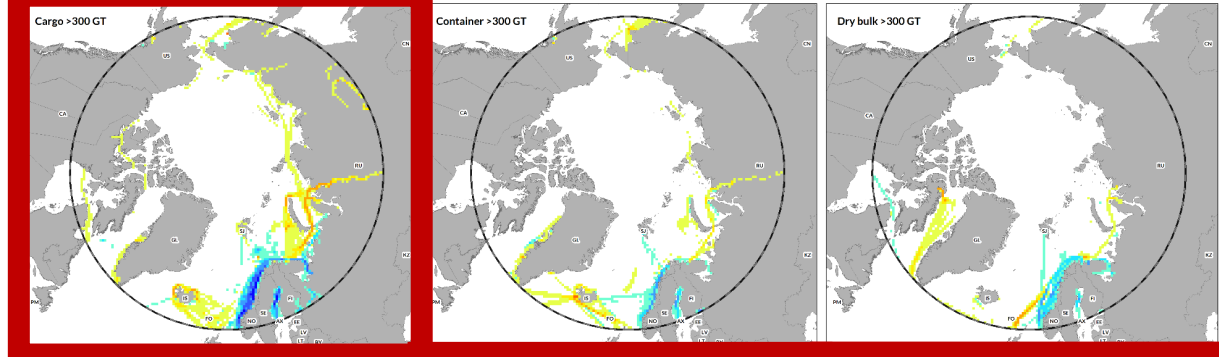 Cargo >300 GT
CN
US
CA
RU
SJ
GL
KZ
IS
PM
FI
FO
SE
NO
AX
EE
LV
LT
Container >300 GT
CN
US
CA
RU
SJ
GL
KZ
IS
PM
FI
FO
SE
NO
AX
EE
LV
LT
Dry bulk >300 GT
CN
US
CA
RU
SJ
GL
KZ
IS
PM
FI
FO
SE
NO
AX
EE
LV
LT